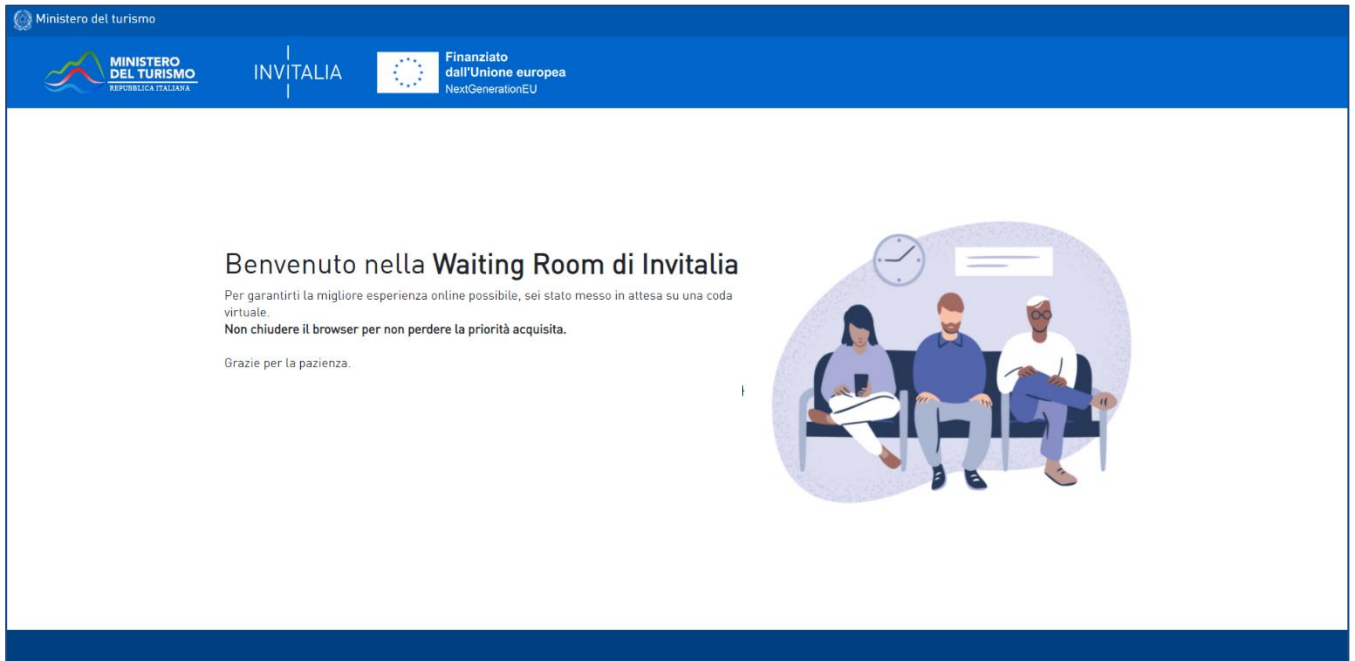 Ministero del turismo
MINISTERO
DEL TURISMO
REPUBBLICA ITALIANA
INVITALIA
Finanziato
dall'Unione europea
NextGenerationEU
Benvenuto nella Waiting Room di Invitalia
Per garantirti la migliore esperienza online possibile, sei stato messo in attesa su una coda
virtuale.
Non chiudere il browser per non perdere la priorità acquisita.
Grazie per la pazienza.